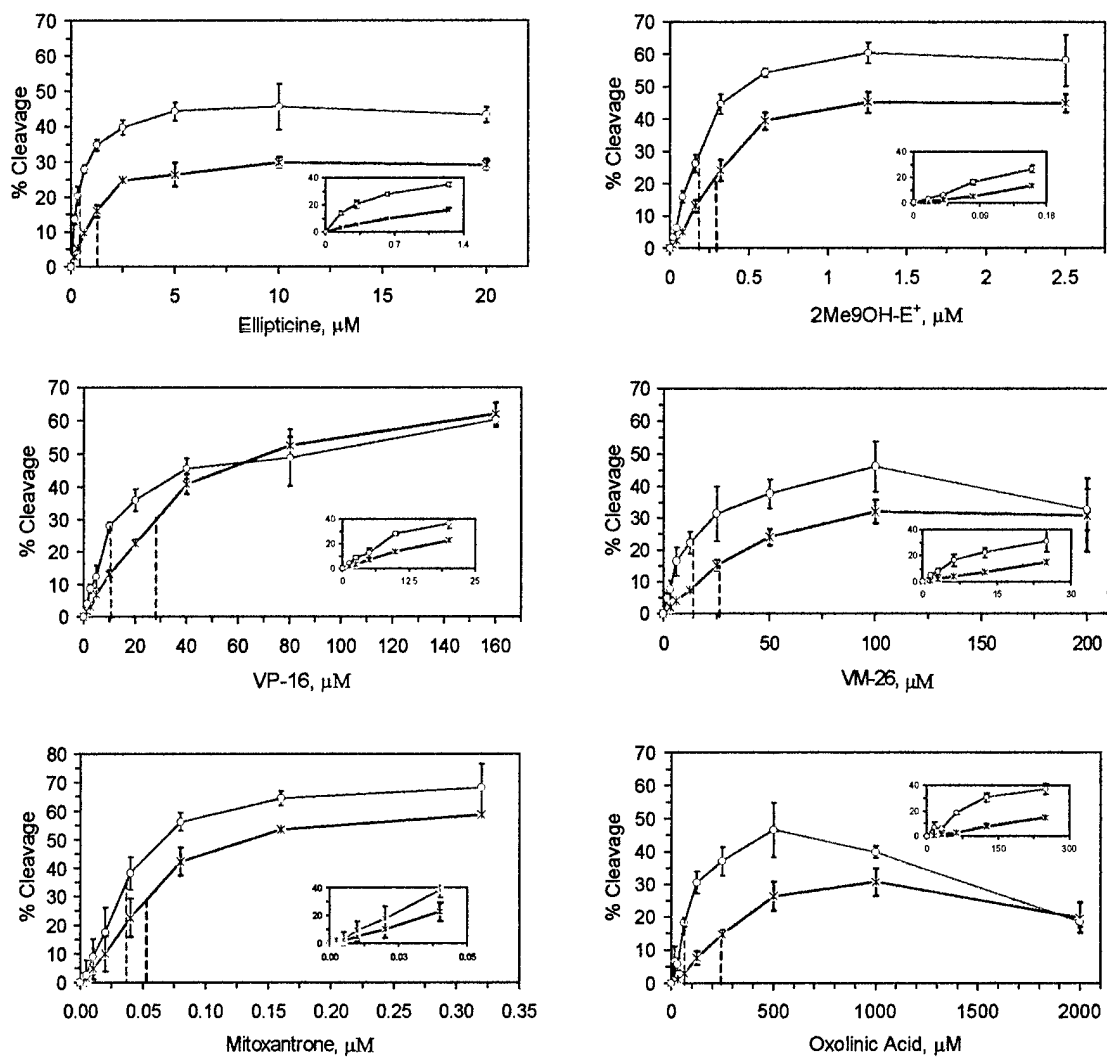 % Cleavage
70
60
50
40
30
20
10
0
0 5 10 15 20
Ellipticine, μM
40
20
0
0 0.7 1.4
% Cleavage
70
60
50
40
30
20
10
0
0 0.5 1 1.5 2 2.5
2Me9OH-E⁺, μM
40
20
0
0 0.09 0.18
% Cleavage
70
60
50
40
30
20
10
0
0 20 40 60 80 100 120 140 160
VP-16, μM
40
20
0
0 12.5 25
% Cleavage
70
60
50
40
30
20
10
0
0 50 100 150 200
VM-26, μM
40
20
0
0 15 30
% Cleavage
80
70
60
50
40
30
20
10
0
0.00 0.05 0.10 0.15 0.20 0.25 0.30 0.35
Mitoxantrone, μM
40
20
0
0.00 0.03 0.05
% Cleavage
70
60
50
40
30
20
10
0
0 500 1000 1500 2000
Oxolinic Acid, μM
40
20
0
0 150 300